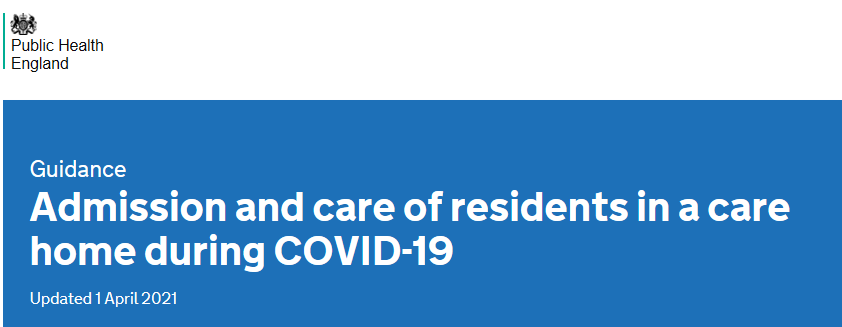 Public Health
England
Guidance
Admission and care of residents in a care
home during COVID-19
Updated 1 April 2021